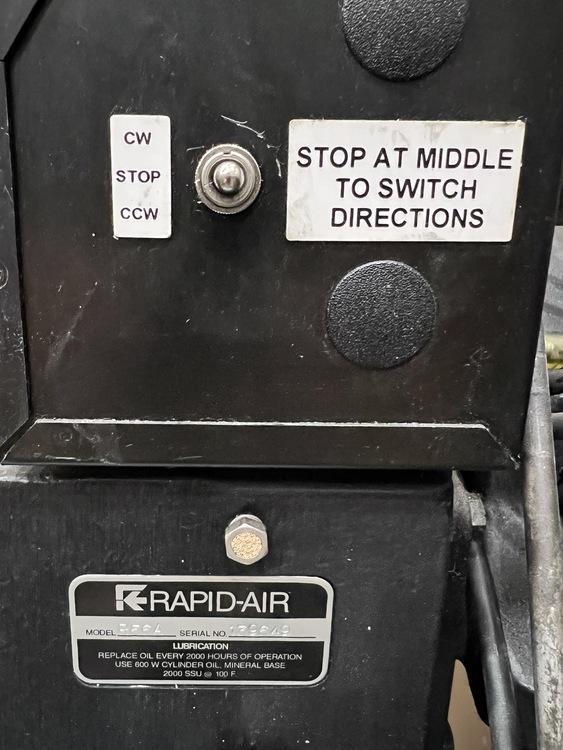 CW
STOP
CCW
STOP AT MIDDLE
TO SWITCH
DIRECTIONS
RAPID-AIR
MODEL SERIAL NO.
LUBRICATION
REPLACE OIL EVERY 2000 HOURS OF OPERATION
USE 600 W CYLINDER OIL, MINERAL BASE
2000 SSU @ 100 F.